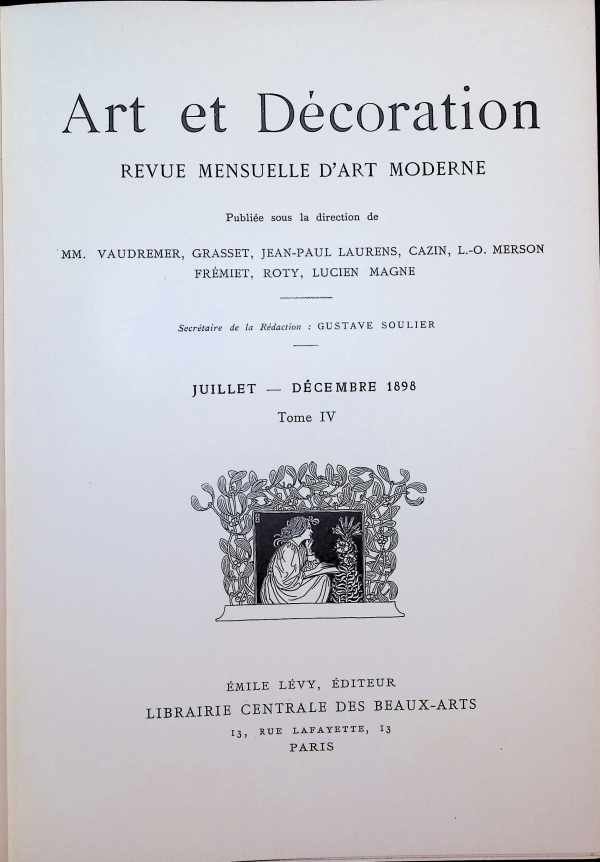 Art et Décoration
REVUE MENSUELLE D'ART MODERNE
Publiée sous la direction de
MM. VAUDREMER, GRASSET, JEAN-PAUL LAURENS, CAZIN, L.-O. MERSON
FRÉMIET, ROTY, LUCIEN MAGNE
Secrétaire de la Rédaction : GUSTAVE SOULIER
JUILLET — DÉCEMBRE 1898
Tome IV
ÉMILE LÉVY, ÉDITEUR
LIBRAIRIE CENTRALE DES BEAUX-ARTS
13, RUE LAFAYETTE, 13
PARIS